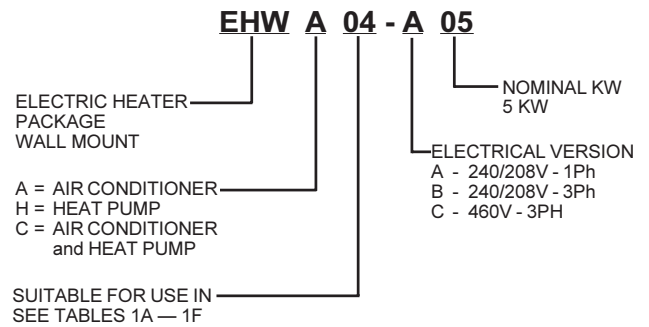 EHW A 04 - A 05
NOMINAL KW
5 KW
ELECTRIC HEATER
PACKAGE
WALL MOUNT
ELECTRICAL VERSION
A - 240/208V - 1Ph
B - 240/208V - 3Ph
C - 460V - 3PH
A = AIR CONDITIONER
H = HEAT PUMP
C = AIR CONDITIONER
and HEAT PUMP
SUITABLE FOR USE IN
SEE TABLES 1A — 1F